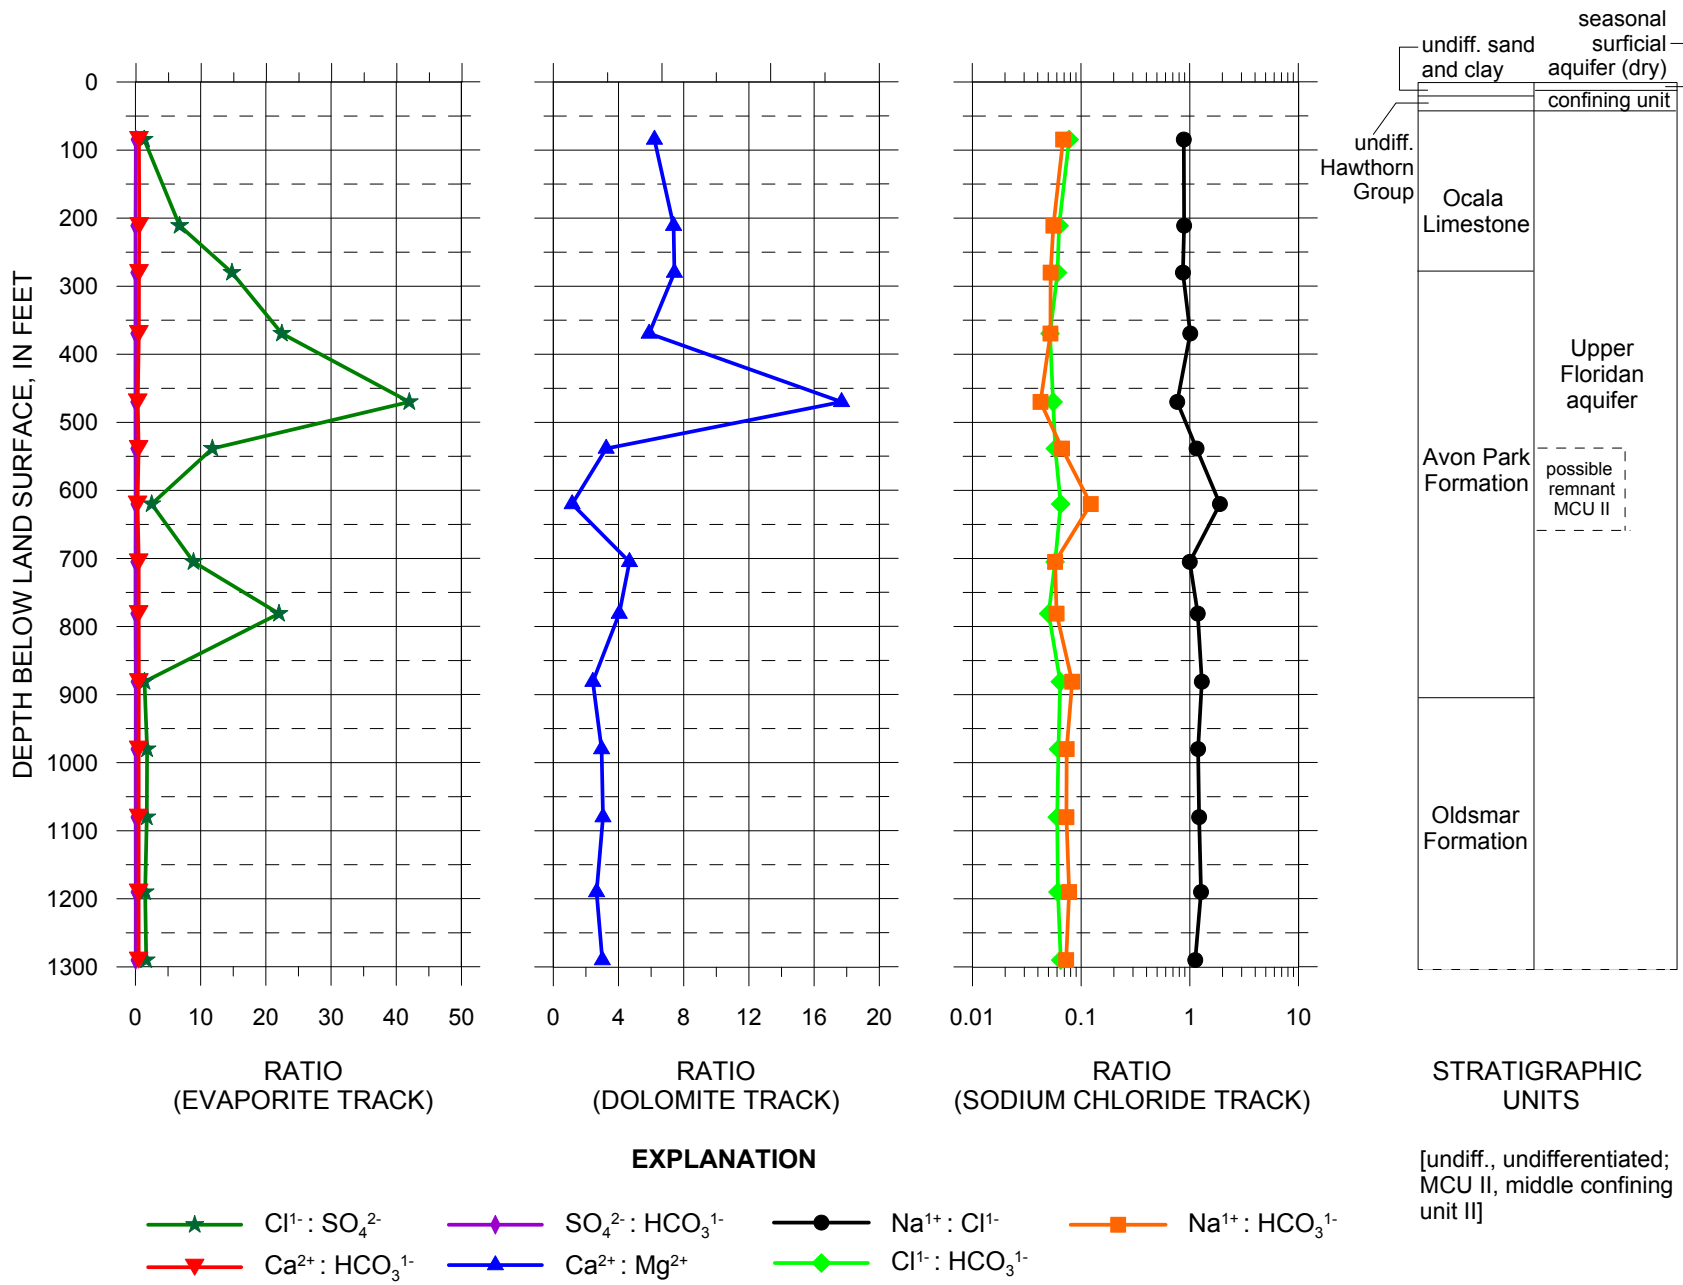 DEPTH BELOW LAND SURFACE, IN FEET
0
100
200
300
400
500
600
700
800
900
1000
1100
1200
1300
0 10 20 30 40 50
RATIO
(EVAPORITE TRACK)
0 4 8 12 16 20
RATIO
(DOLOMITE TRACK)
0.01 0.1 1 10
RATIO
(SODIUM CHLORIDE TRACK)
undiff. sand
and clay
seasonal
surficial
aquifer (dry)
confining unit
undiff.
Hawthorn
Group
Ocala
Limestone
Upper
Floridan
aquifer
Avon Park
Formation
possible
remnant
MCU II
Oldsmar
Formation
STRATIGRAPHIC
UNITS
[undiff., undifferentiated;
MCU II, middle confining
unit II]
EXPLANATION
Cl¹⁻ : SO₄²⁻
SO₄²⁻ : HCO₃¹⁻
Na¹⁺ : Cl¹⁻
Na¹⁺ : HCO₃¹⁻
Ca²⁺ : HCO₃¹⁻
Ca²⁺ : Mg²⁺
Cl¹⁻ : HCO₃¹⁻